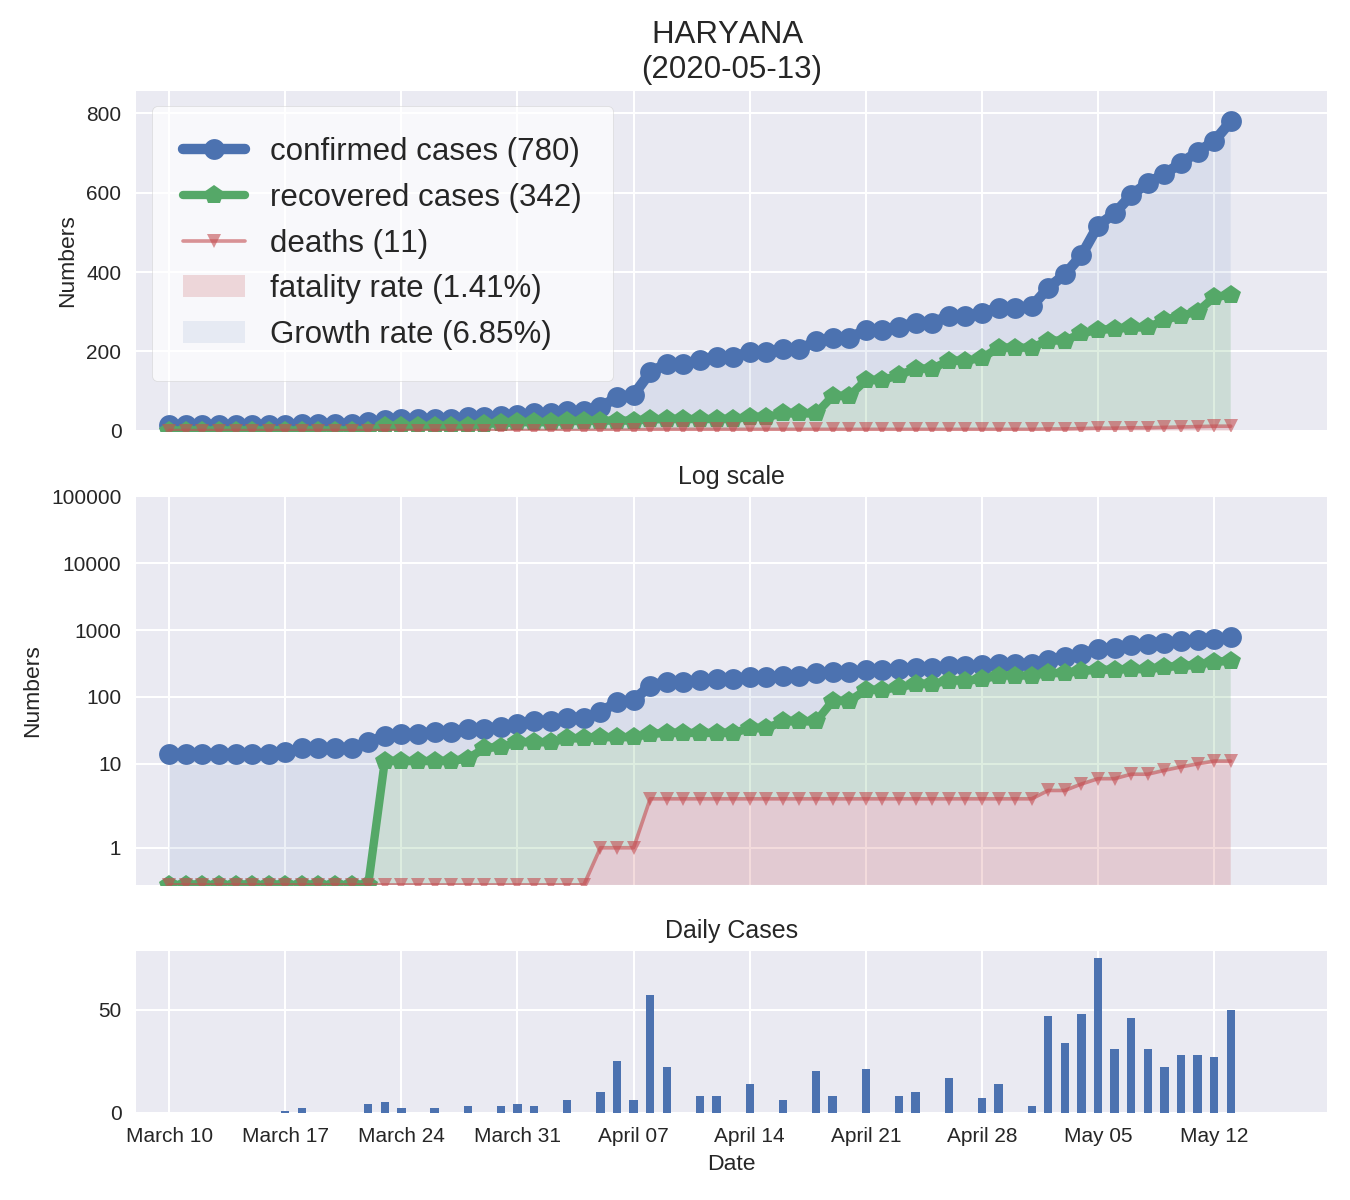 HARYANA
(2020-05-13)
800
600
400
200
0
Numbers
confirmed cases (780)
recovered cases (342)
deaths (11)
fatality rate (1.41%)
Growth rate (6.85%)
Log scale
100000
10000
1000
100
10
1
Numbers
Daily Cases
50
0
March 10 March 17 March 24 March 31 April 07 April 14 April 21 April 28 May 05 May 12
Date